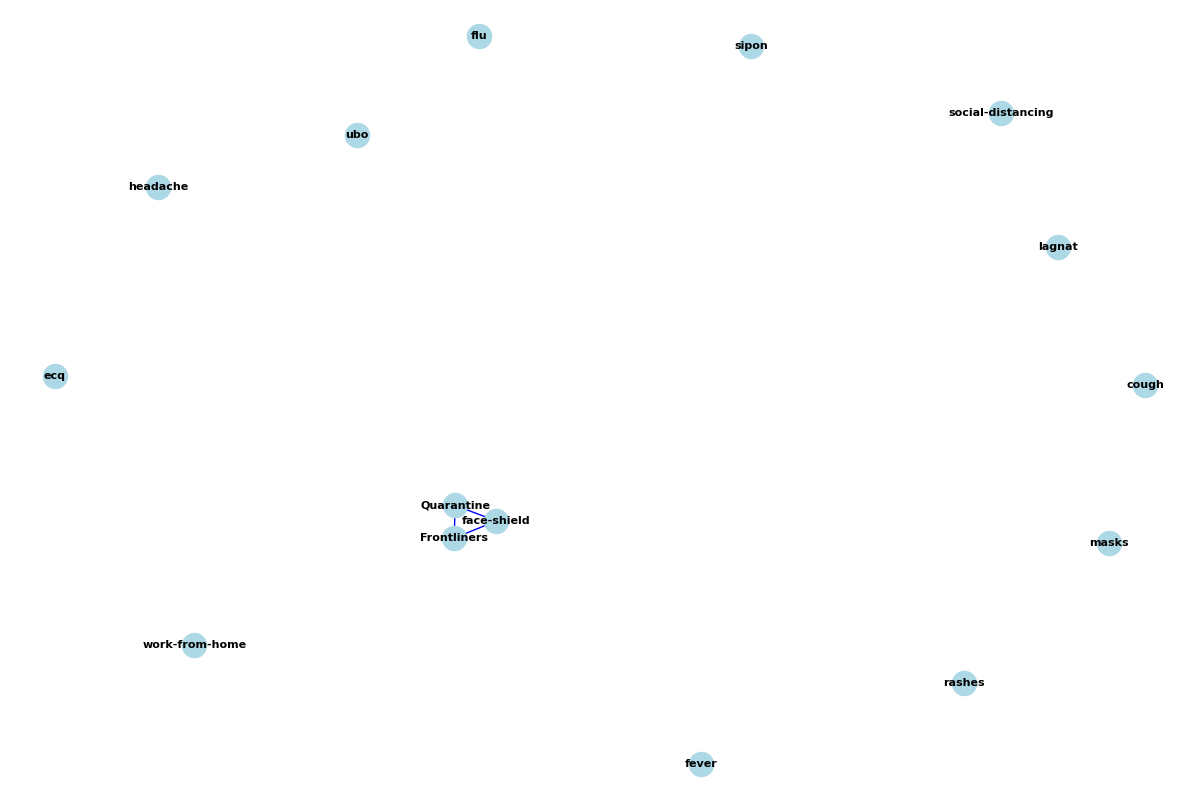 flu
sipon
social-distancing
ubo
headache
lagnat
ecq
cough
Quarantine
face-shield
Frontliners
masks
work-from-home
rashes
fever